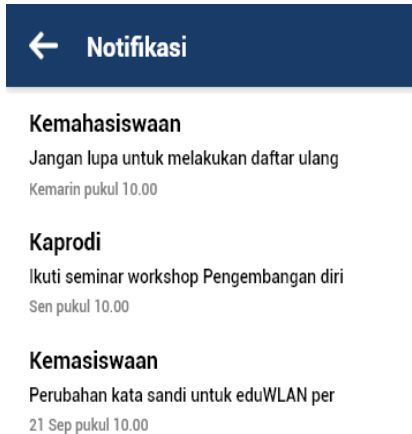 Notifikasi
Kemahasiswaan
Jangan lupa untuk melakukan daftar ulang
Kemarin pukul 10.00
Kaprodi
Ikuti seminar workshop Pengembangan diri
Sen pukul 10.00
Kemasiswaan
Perubahan kata sandi untuk eduWLAN per
21 Sep pukul 10.00